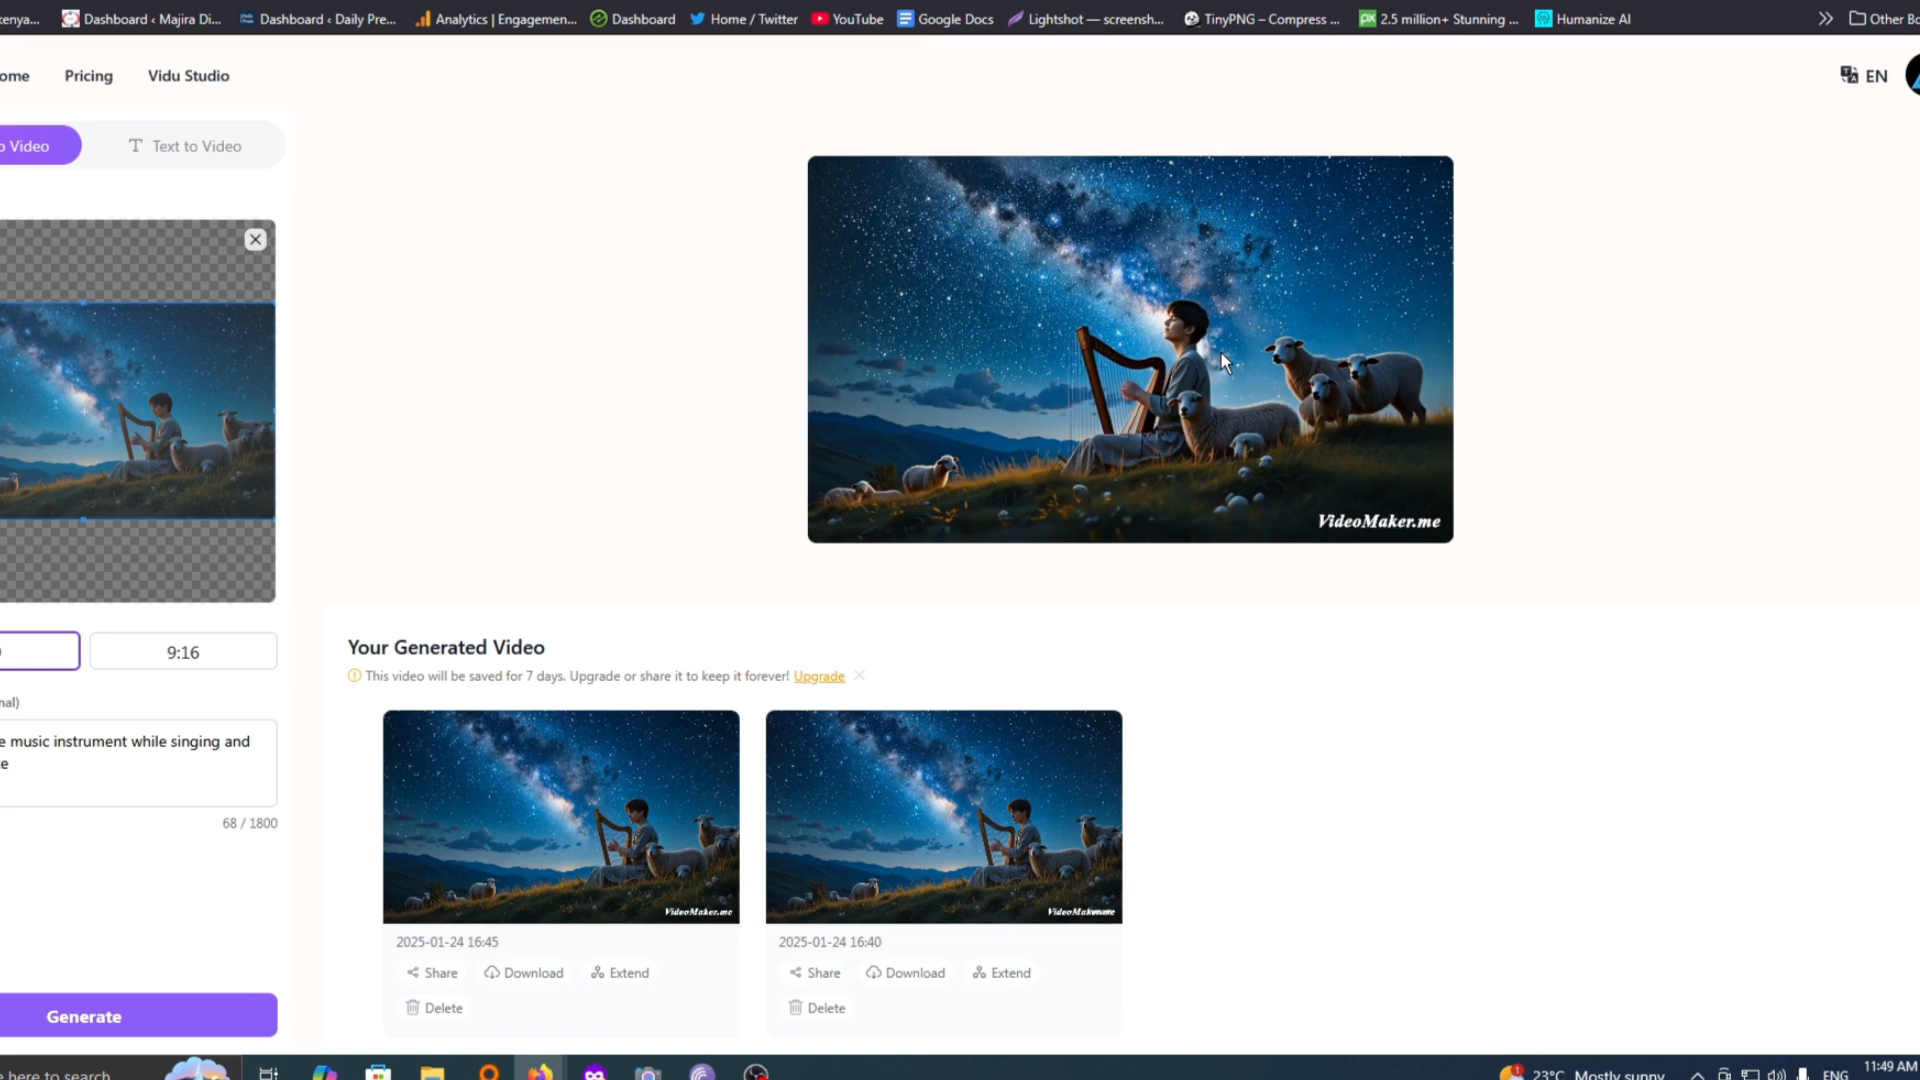 kenya...
Dashboard ‹ Majira Di...
Dashboard ‹ Daily Pre...
Analytics | Engagemen...
Dashboard
Home / Twitter
YouTube
Google Docs
Lightshot — screensh...
TinyPNG – Compress ...
2.5 million+ Stunning ...
Humanize AI
Other Bo
ome
Pricing
Vidu Studio
EN
o Video
Text to Video
VideoMaker.me
9:16
nal)
e music instrument while singing and
e
68 / 1800
Generate
Your Generated Video
This video will be saved for 7 days. Upgrade or share it to keep it forever! Upgrade
VideoMaker.me
2025-01-24 16:45
Share
Download
Extend
Delete
2025-01-24 16:40
Share
Download
Extend
Delete
e here to search
1
23°C Mostly sunny
ENG
11:49 AM